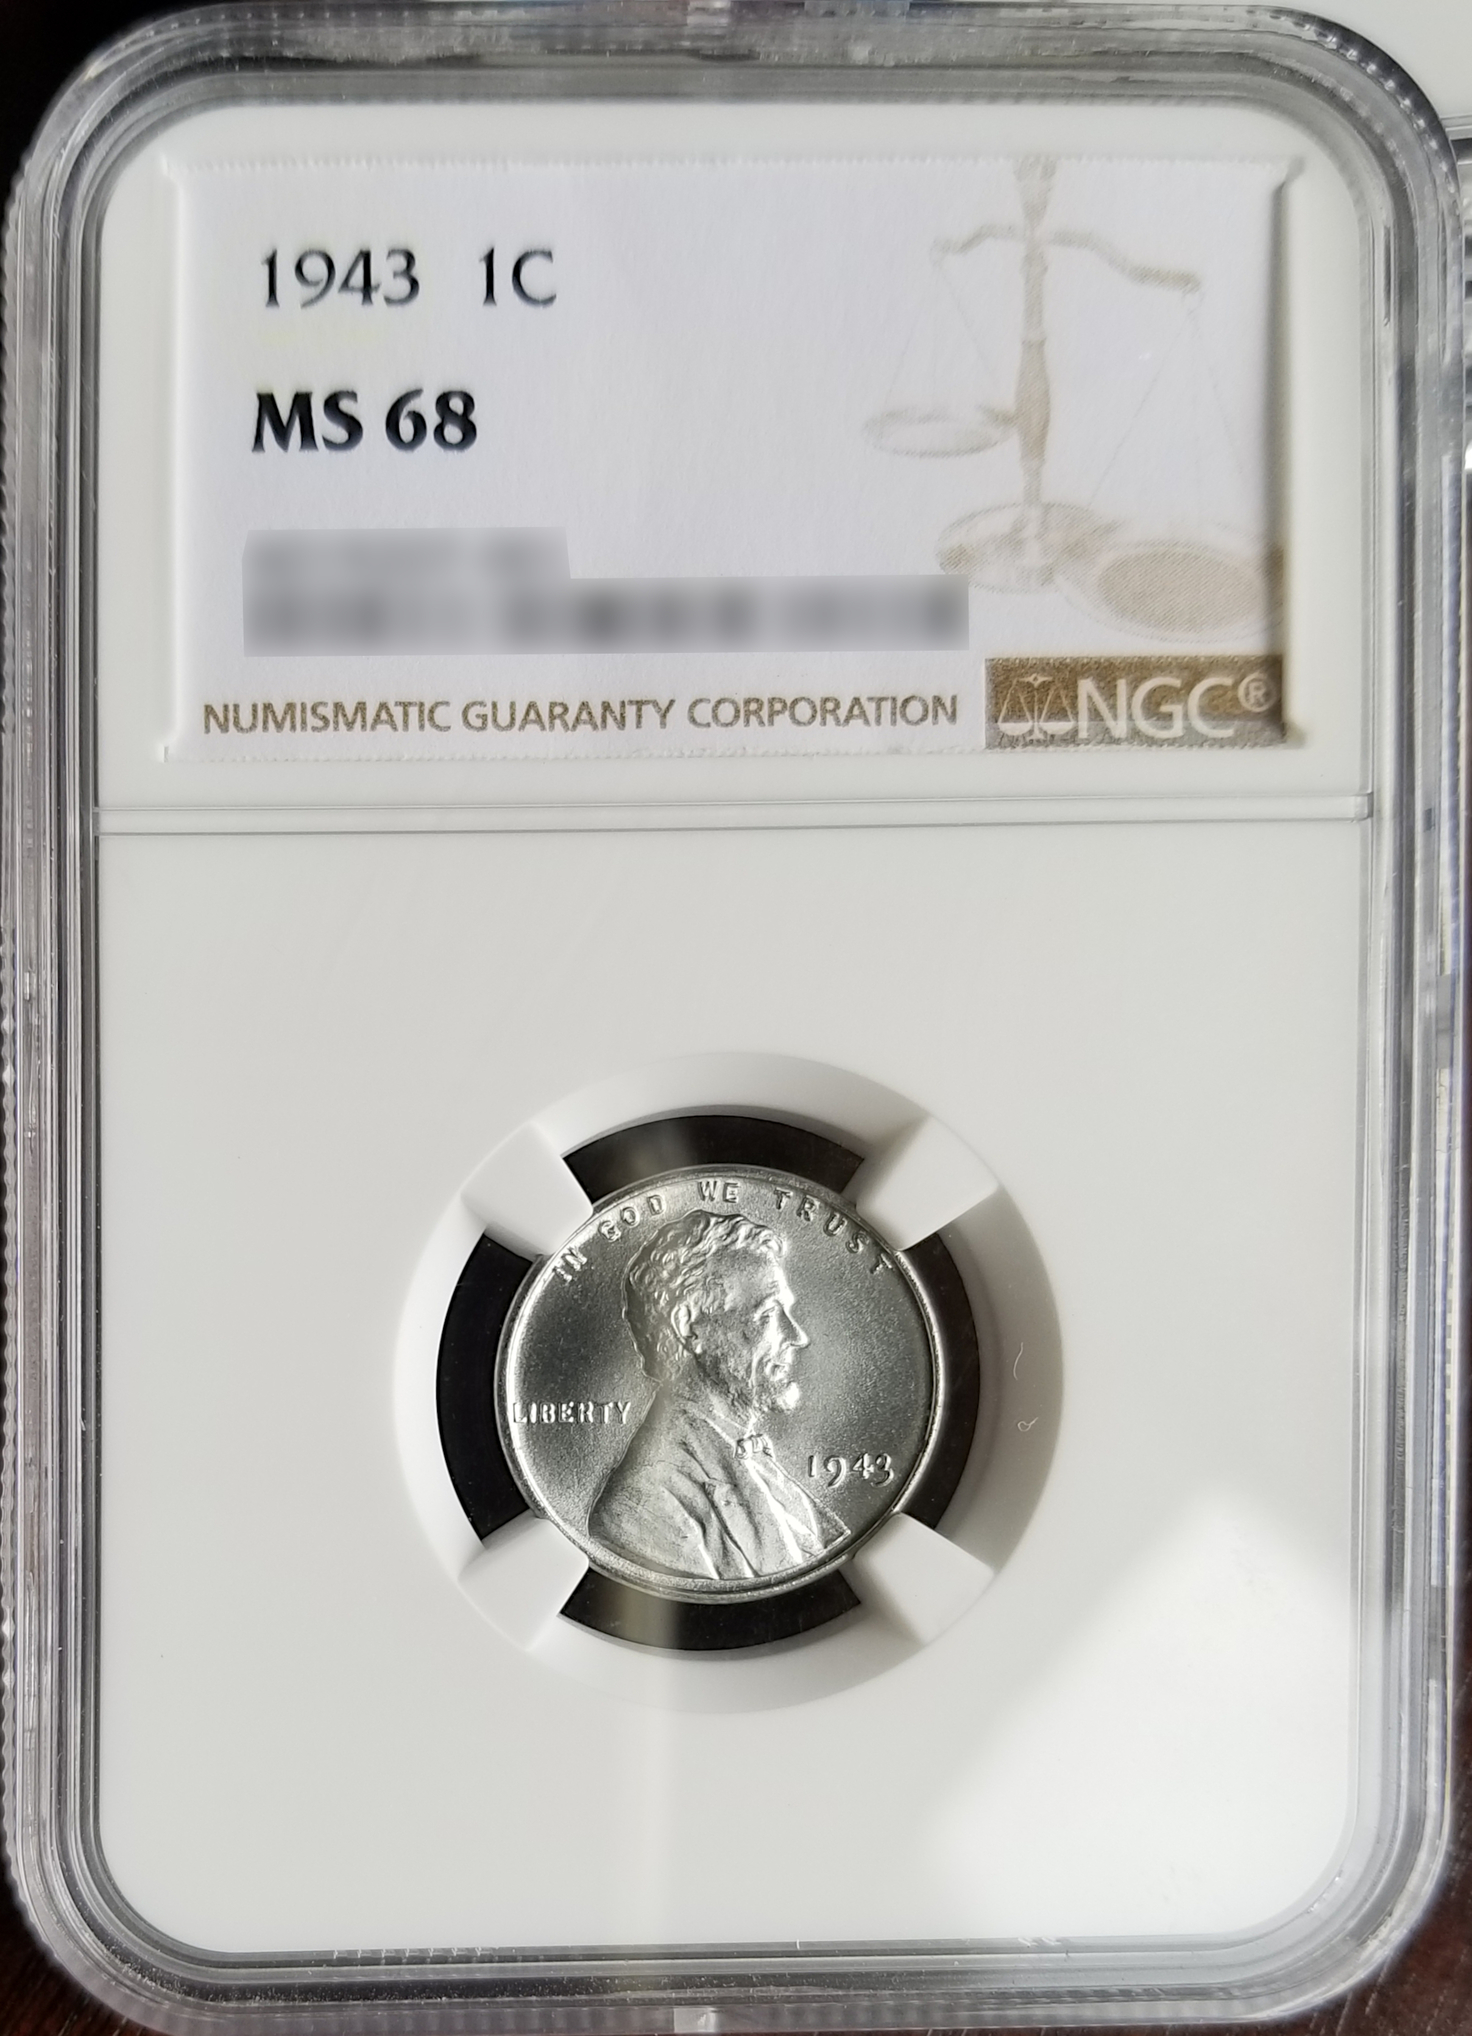 1943 1C
MS 68
NUMISMATIC GUARANTY CORPORATION NGC®
IN GOD WE TRUST
LIBERTY
1943